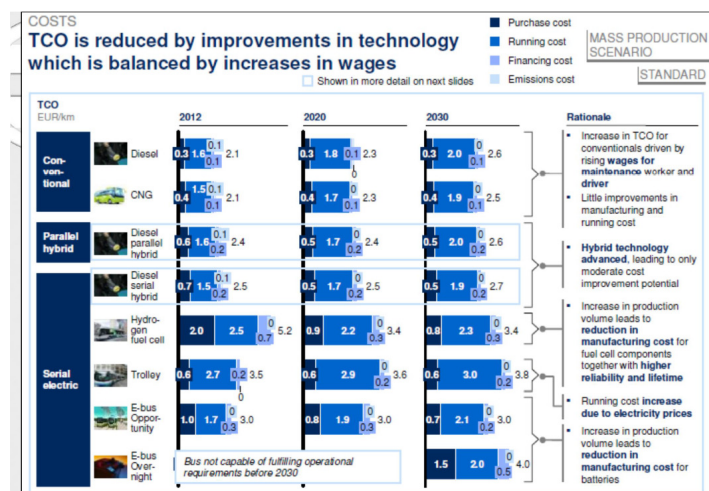 COSTS
TCO is reduced by improvements in technology
which is balanced by increases in wages
Purchase cost
Running cost
Financing cost
Emissions cost
MASS PRODUCTION
SCENARIO
STANDARD
Shown in more detail on next slides
TCO
EUR/km
2012
2020
2030
Rationale
Con-
ven-
tional
Diesel
0.3 1.6 0.1 0.1 2.1
0.3 1.8 0.1 0 2.3
0.3 2.0 0 0.1 2.6
CNG
0.4 1.5 0.1 0.1 2.1
0.4 1.7 0 0.1 2.3
0.4 1.9 0 0.1 2.5
Parallel
hybrid
Diesel
parallel
hybrid
0.6 1.6 0.1 0.2 2.4
0.5 1.7 0 0.2 2.4
0.5 2.0 0 0.2 2.6
Serial
electric
Diesel
serial
hybrid
0.7 1.5 0.1 0.2 2.5
0.5 1.7 0 0.2 2.5
0.5 1.9 0 0.2 2.7
Hydro-
gen
fuel cell
2.0 2.5 0 0.7 5.2
0.9 2.2 0 0.3 3.4
0.8 2.3 0 0.3 3.4
Trolley
0.6 2.7 0.2 0 3.5
0.6 2.9 0 0.2 3.6
0.6 3.0 0 0.2 3.8
E-bus
Oppor-
tunity
1.0 1.7 0 0.3 3.0
0.8 1.9 0 0.3 3.0
0.7 2.1 0 0.2 3.0
E-bus
Over-
night
Bus not capable of fulfilling operational
requirements before 2030
1.5 2.0 0 0.5 4.0
Increase in TCO for
conventionals driven by
rising wages for
maintenance worker and
driver
Little improvements in
manufacturing and
running cost
Hybrid technology
advanced, leading to only
moderate cost
improvement potential
Increase in production
volume leads to
reduction in
manufacturing cost for
fuel cell components
together with higher
reliability and lifetime
Running cost increase
due to electricity prices
Increase in production
volume leads to
reduction in
manufacturing cost for
batteries